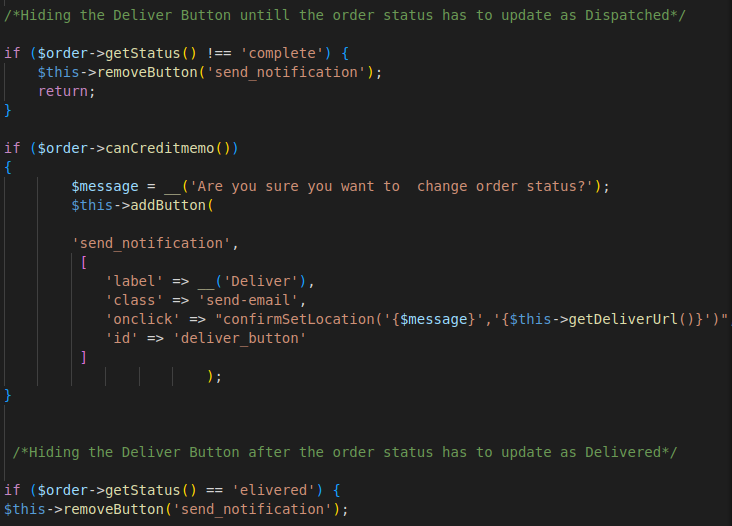 /*Hiding the Deliver Button untill the order status has to update as Dispatched*/
if ($order->getStatus() !== 'complete') {
$this->removeButton('send_notification');
return;
}
if ($order->canCreditmemo())
{
$message = __('Are you sure you want to  change order status?');
$this->addButton(
'send_notification',
[
'label' => __('Deliver'),
'class' => 'send-email',
'onclick' => "confirmSetLocation('{$message}','{$this->getDeliverUrl()}')"
'id' => 'deliver_button'
]
);
}
/*Hiding the Deliver Button after the order status has to update as Delivered*/
if ($order->getStatus() == 'elivered') {
$this->removeButton('send_notification');